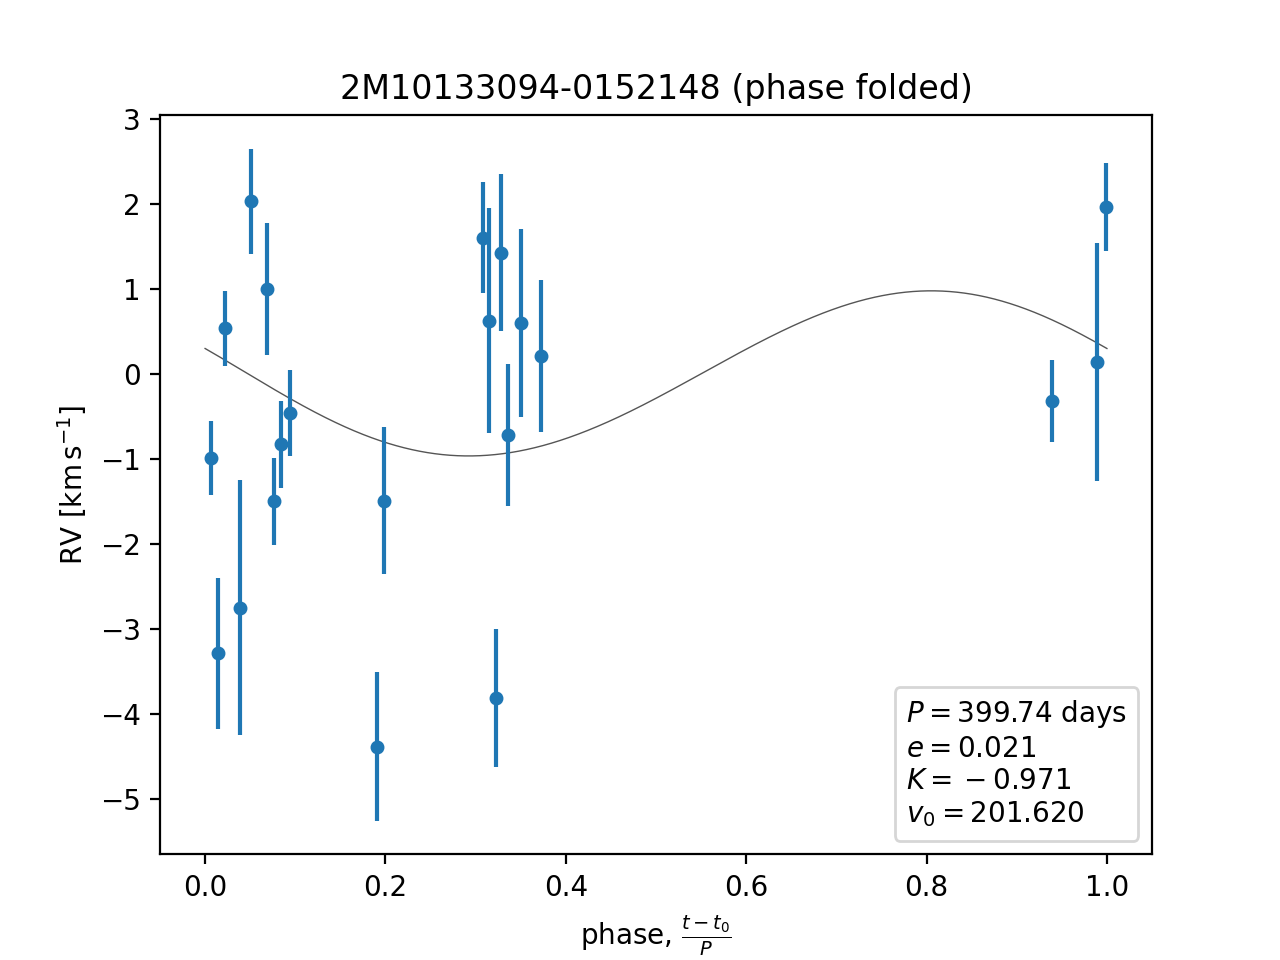 2M10133094-0152148 (phase folded)
3
2
1
0
−1
−2
−3
−4
−5
RV [km s⁻¹]
P = 399.74 days
e = 0.021
K = −0.971
v₀ = 201.620
0.0 0.2 0.4 0.6 0.8 1.0
phase, (t − t₀)/P